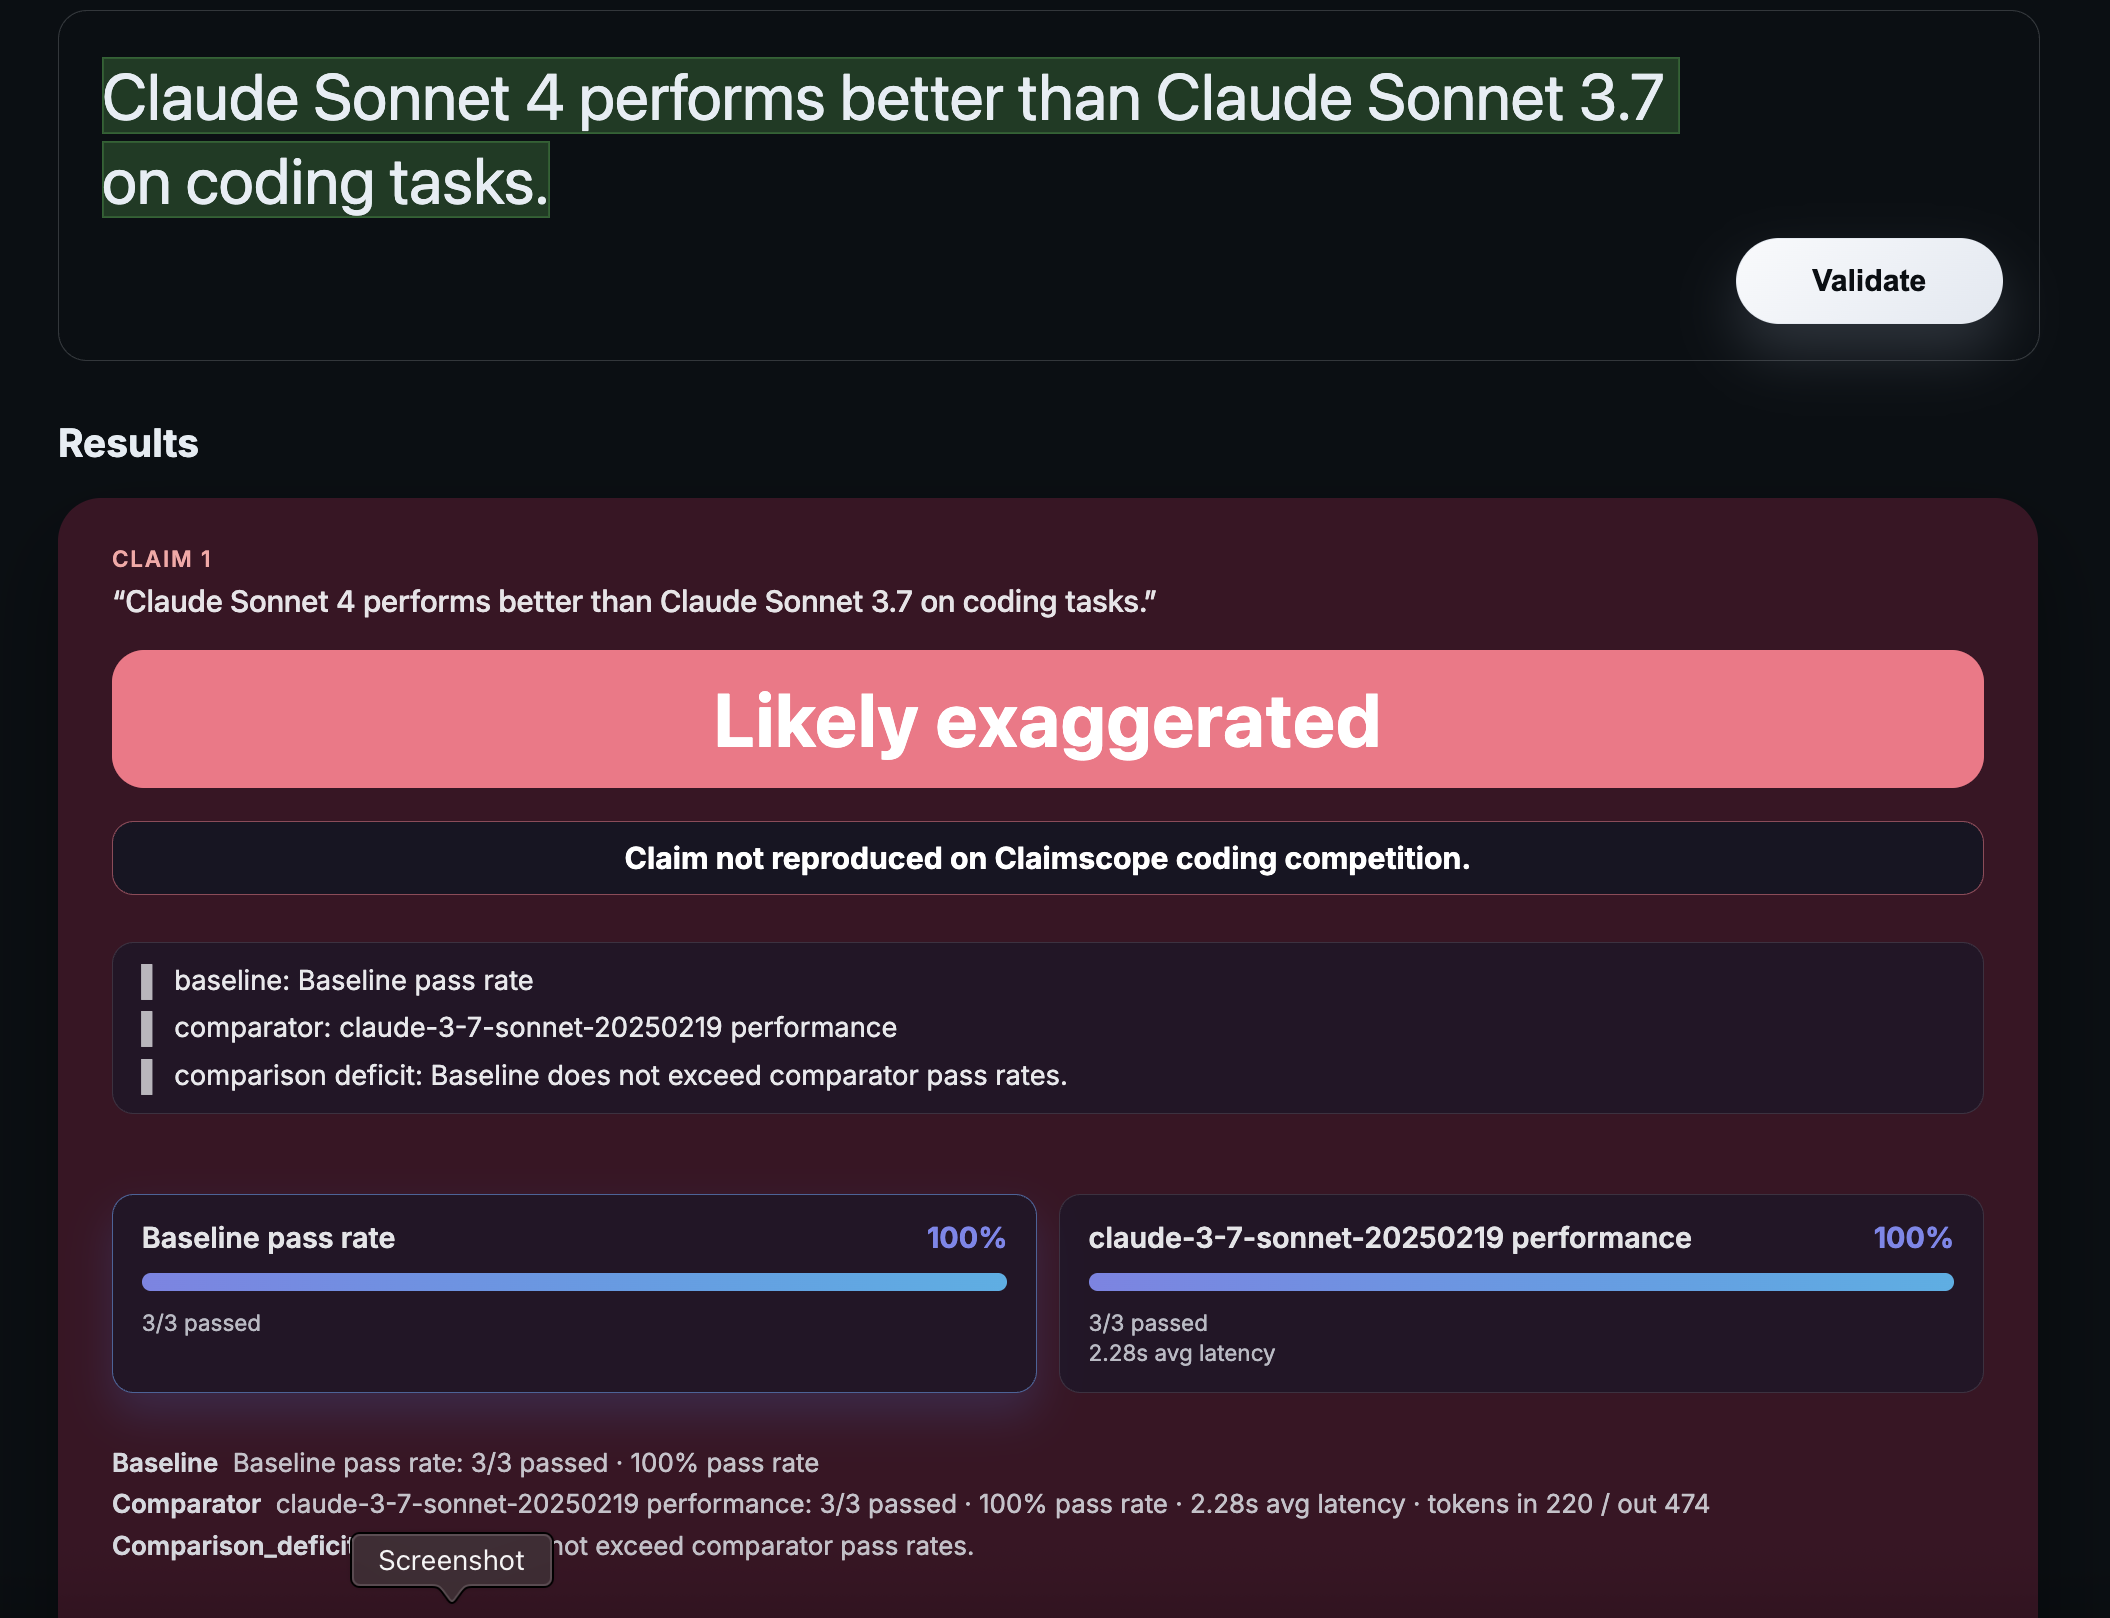 Claude Sonnet 4 performs better than Claude Sonnet 3.7
on coding tasks.
Validate
Results
CLAIM 1
“Claude Sonnet 4 performs better than Claude Sonnet 3.7 on coding tasks.”
Likely exaggerated
Claim not reproduced on Claimscope coding competition.
baseline: Baseline pass rate
comparator: claude-3-7-sonnet-20250219 performance
comparison deficit: Baseline does not exceed comparator pass rates.
Baseline pass rate 100%
3/3 passed
claude-3-7-sonnet-20250219 performance 100%
3/3 passed
2.28s avg latency
Baseline Baseline pass rate: 3/3 passed · 100% pass rate
Comparator claude-3-7-sonnet-20250219 performance: 3/3 passed · 100% pass rate · 2.28s avg latency · tokens in 220 / out 474
Comparison_deficit not exceed comparator pass rates.
Screenshot